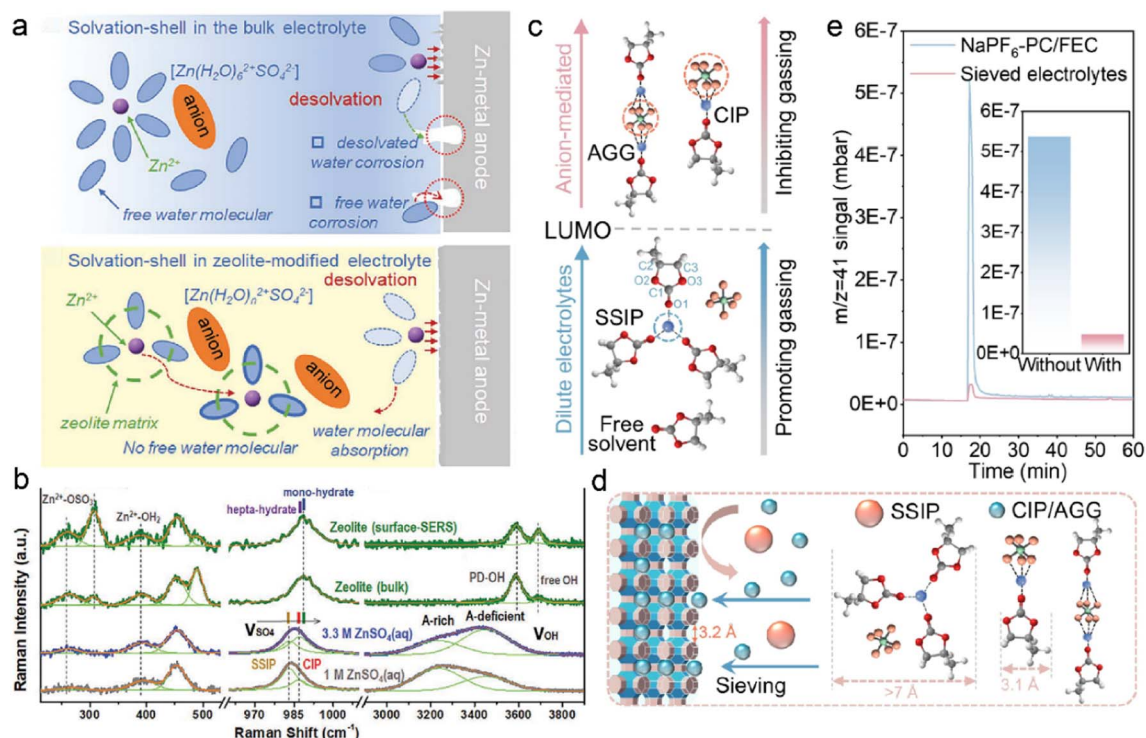 a
Solvation-shell in the bulk electrolyte
[Zn(H2O)6^2+SO4^2-]
anion
Zn2+
free water molecular
desolvation
desolvated
water corrosion
free water
corrosion
Zn-metal anode
Solvation-shell in zeolite-modified electrolyte
desolvation
Zn2+
[Zn(H2O)n^2+SO4^2-]
anion
anion
zeolite matrix
No free water molecular
water molecular
absorption
Zn-metal anode
b
Raman Intensity (a.u.)
Zn2+-OSO3
Zn2+-OH2
mono-hydrate
hepta-hydrate
Zeolite (surface-SERS)
Zeolite (bulk)
PD-OH
free OH
VSO4
3.3 M ZnSO4(aq)
A-rich
A-deficient
VOH
SSIP
CIP
1 M ZnSO4(aq)
200 300 400 500 960 985 1010 3000 3200 3400 3600 3800
Raman Shift (cm-1)
c
Anion-mediated
AGG
CIP
Inhibiting gassing
LUMO
Dilute electrolytes
C2
C3
O2
O3
C1
O1
SSIP
Free
solvent
Promoting gassing
e
m/z=41 singal (mbar)
6E-7
5E-7
4E-7
3E-7
2E-7
1E-7
0E+0
NaPF6-PC/FEC
Sieved electrolytes
5E-7
4E-7
3E-7
2E-7
1E-7
0E+0
Without With
0 10 20 30 40 50 60
Time (min)
d
SSIP
CIP/AGG
3.2 Å
Sieving
>7 Å
3.1 Å